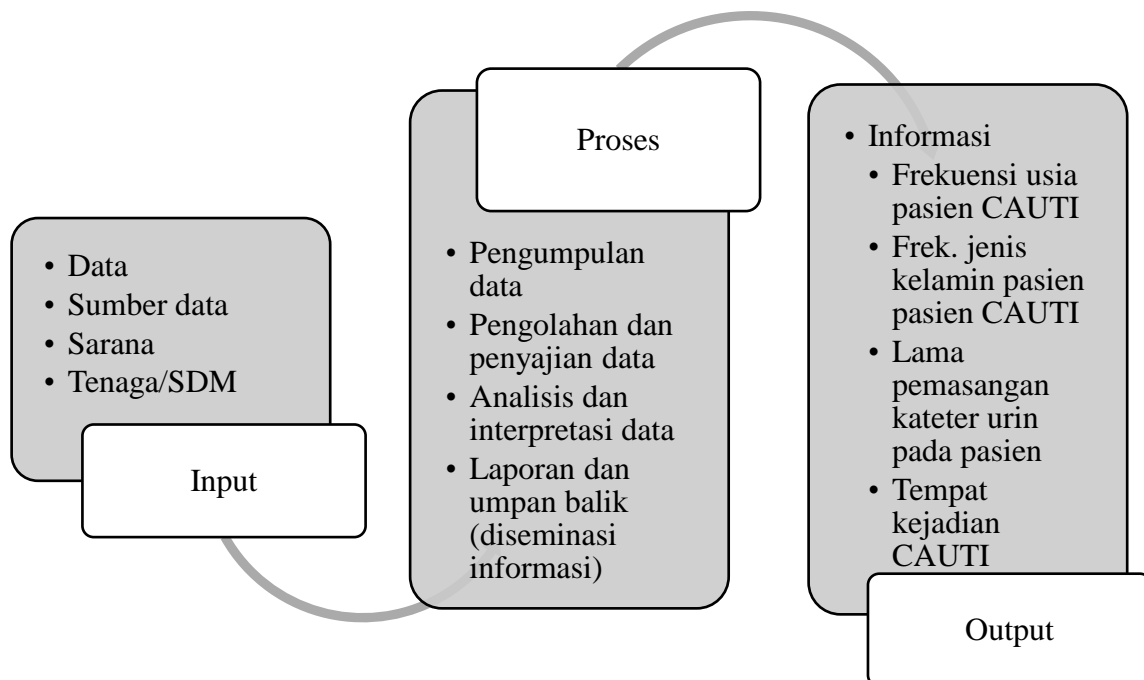 • Data
• Sumber data
• Sarana
• Tenaga/SDM
Input
Proses
• Pengumpulan
data
• Pengolahan dan
penyajian data
• Analisis dan
interpretasi data
• Laporan dan
umpan balik
(diseminasi
informasi)
• Informasi
• Frekuensi usia
pasien CAUTI
• Frek. jenis
kelamin pasien
pasien CAUTI
• Lama
pemasangan
kateter urin
pada pasien
• Tempat
kejadian
CAUTI
Output